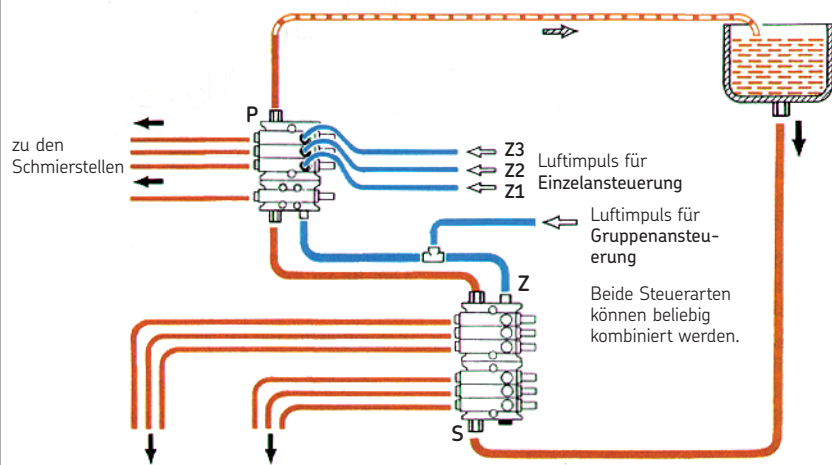 P
zu den
Schmierstellen
Z3
Z2
Z1
Luftimpuls für
Einzelansteuerung
Luftimpuls für
Gruppenansteu-
erung
Z
Beide Steuerarten
können beliebig
kombiniert werden.
S